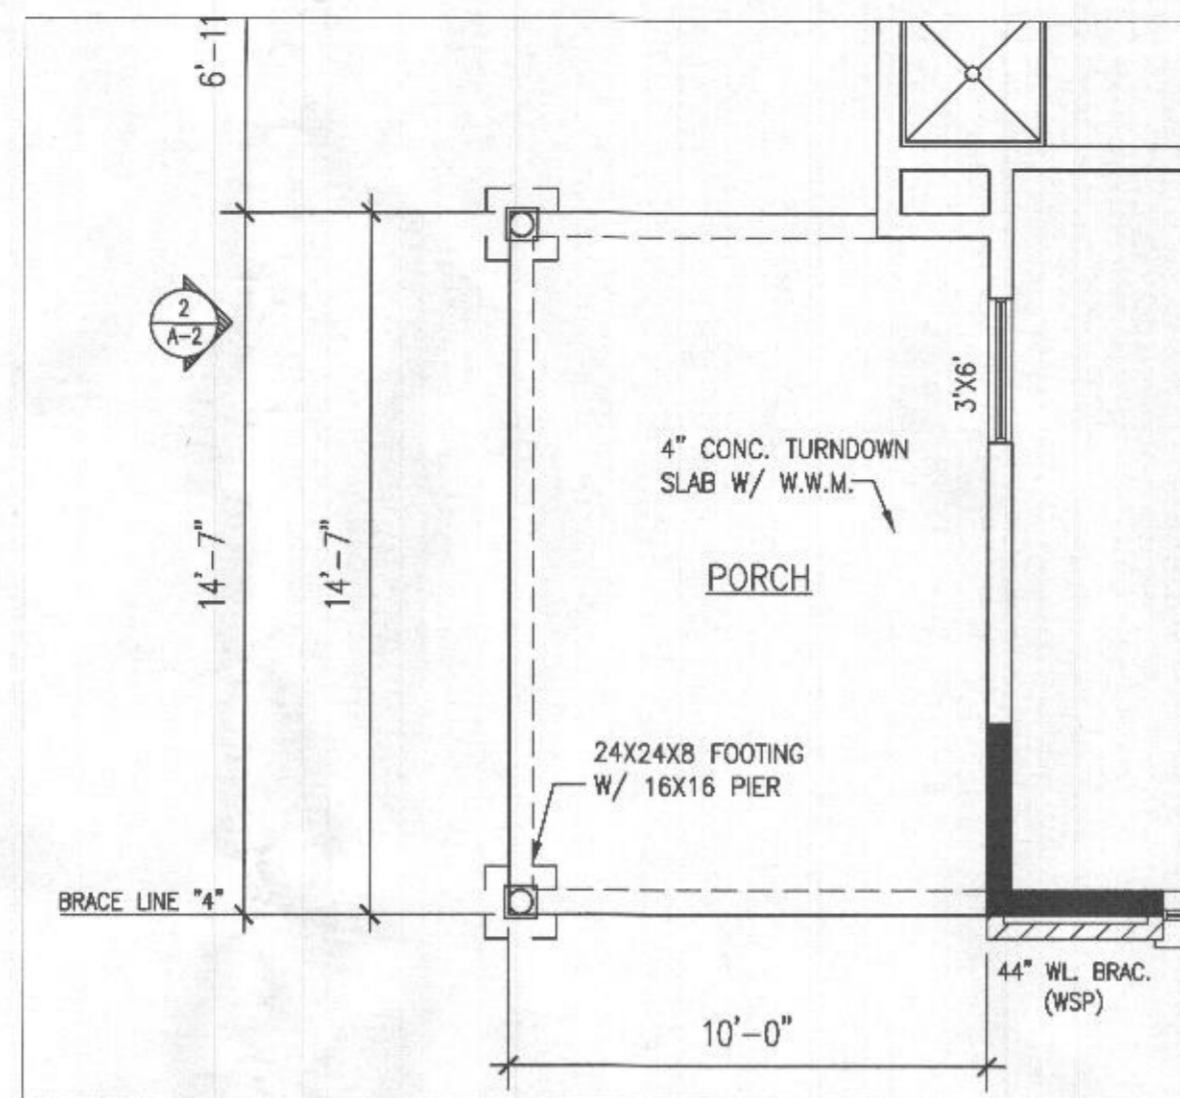 6'-11
2
A-2
3'X6'
4" CONC. TURNDOWN
SLAB W/ W.W.M.
14'-7"
14'-7"
PORCH
24X24X8 FOOTING
W/ 16X16 PIER
BRACE LINE "4"
44" WL. BRAC.
(WSP)
10'-0"